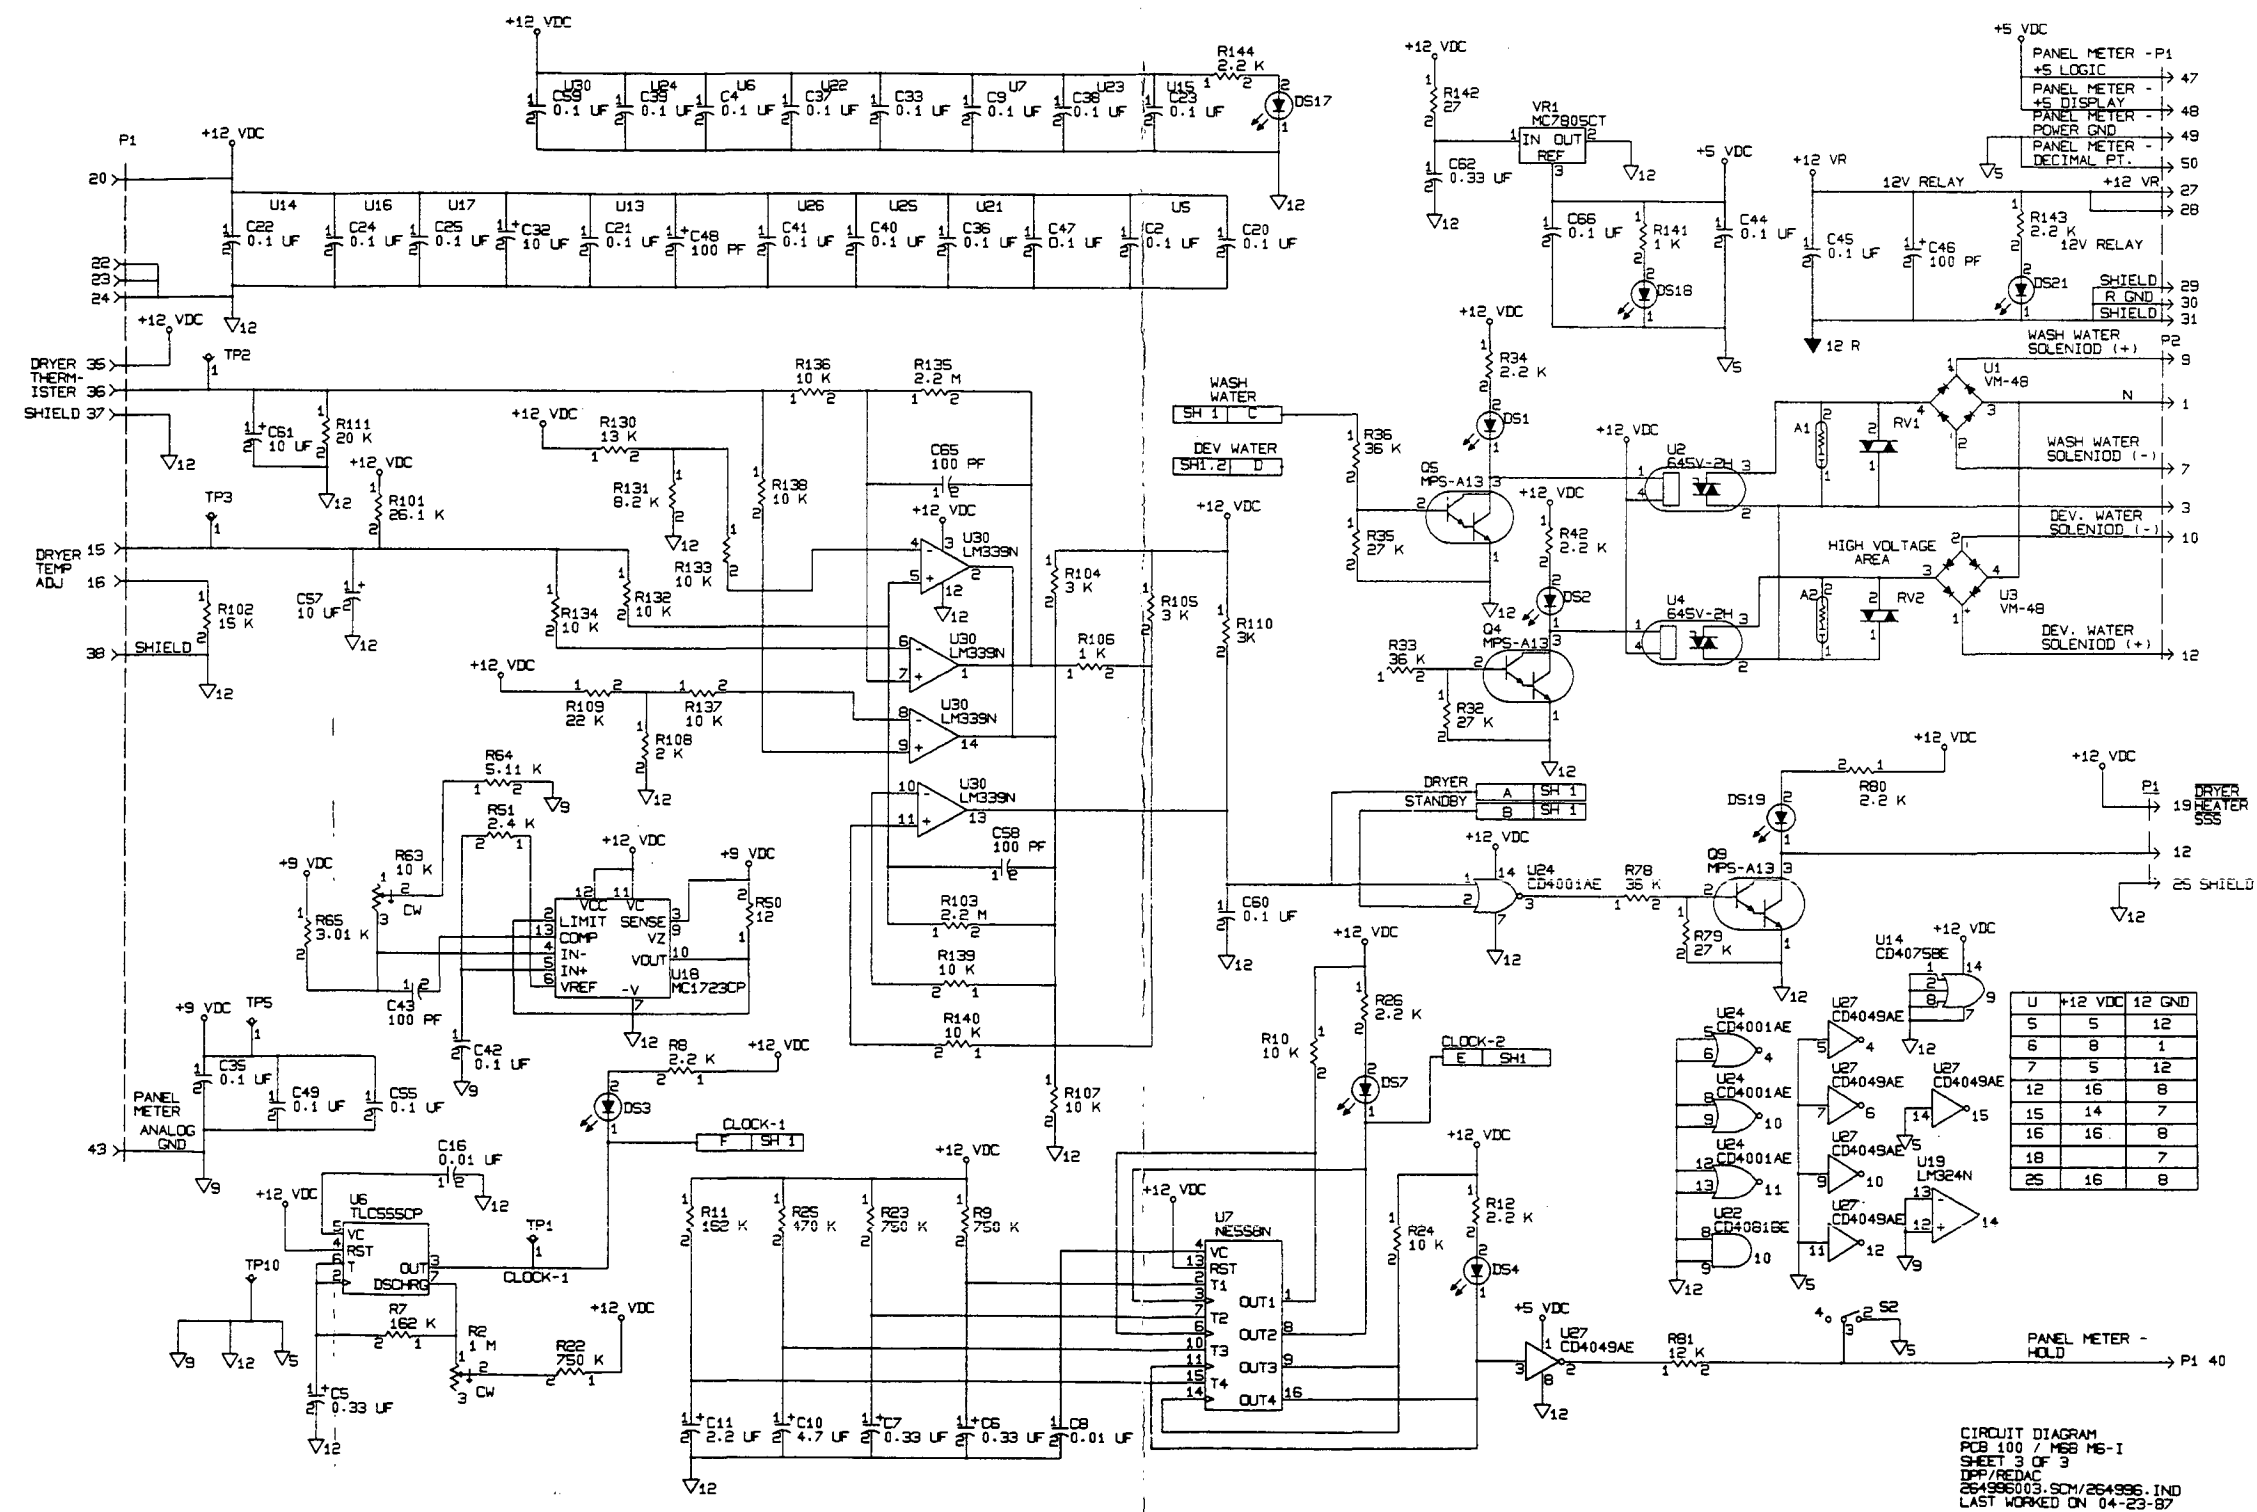 +12 VDC
R144
2.2 K
U30 U24 U6 U22 U7 U23 U15
C59 0.1 UF
C39 0.1 UF
C4 0.1 UF
C37 0.1 UF
C33 0.1 UF
C9 0.1 UF
C38 0.1 UF
C23 0.1 UF
DS17
12
P1
+12 VDC
20
22
23
24
U14 U16 U17 U13 U26 U25 U21 U5
C22 0.1 UF
C24 0.1 UF
C25 0.1 UF
C32 10 UF
C21 0.1 UF
C48 100 PF
C41 0.1 UF
C40 0.1 UF
C36 0.1 UF
C47 0.1 UF
C2 0.1 UF
C20 0.1 UF
12
+12 VDC
R142
27
VR1
MC7805CT
IN OUT
REF
C62
0.33 UF
12
+5 VDC
C66
0.1 UF
R141
1 K
DS18
C44
0.1 UF
5
+5 VDC
PANEL METER -P1
+5 LOGIC 47
PANEL METER -
+5 DISPLAY 48
PANEL METER -
POWER GND 49
PANEL METER -
DECIMAL PT. 50
5
+12 VR
12V RELAY
+12 VR 27
28
R143
2.2 K
12V RELAY
C45
0.1 UF
C46
100 PF
DS21
SHIELD 29
R GND 30
SHIELD 31
12 R
+12 VDC
DRYER 35
THERM-
ISTER 36
SHIELD 37
TP2
C61
10 UF
R111
20 K
12
TP3
+12 VDC
R101
26.1 K
DRYER 15
TEMP
ADJ 16
R102
15 K
C57
10 UF
38 SHIELD
12
+12 VDC
R130
13 K
R131
8.2 K
R133
10 K
R136
10 K
R135
2.2 M
R138
10 K
C65
100 PF
+12 VDC
U30
LM339N
R134
10 K
R132
10 K
U30
LM339N
U30
LM339N
U30
LM339N
+12 VDC
R109
22 K
R137
10 K
R108
2 K
12
R104
3 K
R105
3 K
R106
1 K
R110
3K
+12 VDC
C58
100 PF
R103
2.2 M
R139
10 K
R140
10 K
R107
10 K
12
C60
0.1 UF
12
WASH
WATER
SH 1 C
DEV WATER
SH1.2 D
R36
36 K
R35
27 K
+12 VDC
R34
2.2 K
DS1
Q5
MPS-A13
+12 VDC
R42
2.2 K
DS2
Q4
MPS-A13
R33
36 K
R32
27 K
12
+12 VDC
U2
645V-2H
U4
645V-2H
A1
RV1
A2
RV2
HIGH VOLTAGE
AREA
U1
VM-48
U3
VM-48
P2
WASH WATER
SOLENIOD (+) 9
N 1
WASH WATER
SOLENIOD (-) 7
3
DEV. WATER
SOLENIOD (-) 10
DEV. WATER
SOLENIOD (+) 12
R64
5.11 K
9
R51
2.4 K
+9 VDC
R63
10 K
CW
R65
3.01 K
+12 VDC
+9 VDC
VCC VC
LIMIT SENSE
COMP VZ
IN-
IN+ VOUT
VREF -V
U18
MC1723CP
R50
12
C43
100 PF
C42
0.1 UF
9
12
+9 VDC
TP5
C35
0.1 UF
C49
0.1 UF
C55
0.1 UF
PANEL
METER
ANALOG
GND
43
9
R8
2.2 K
+12 VDC
DS3
CLOCK-1
F SH 1
C16
0.01 UF
12
+12 VDC
U6
TLC555CP
VC
RST
T
OUT
DSCHRG
TP1
CLOCK-1
TP10
9 12 5
R7
162 K
R2
1 M
CW
R22
750 K
+12 VDC
C5
0.33 UF
12
+12 VDC
R11
162 K
R25
470 K
R23
750 K
R9
750 K
C11
2.2 UF
C10
4.7 UF
C7
0.33 UF
C6
0.33 UF
C8
0.01 UF
12
+12 VDC
U7
NE558N
VC
RST
T1
T2
T3
T4
OUT1
OUT2
OUT3
OUT4
+12 VDC
R10
10 K
R26
2.2 K
DS7
CLOCK-2
E SH1
R24
10 K
+12 VDC
R12
2.2 K
DS4
+5 VDC
U27
CD4049AE
12
R81
12 K
S2
5
PANEL METER -
HOLD
P1 40
DRYER A SH 1
STANDBY B SH 1
+12 VDC
U24
CD4001AE
12
R78
36 K
R79
27 K
Q9
MPS-A13
DS19
R80
2.2 K
+12 VDC
+12 VDC
P1 DRYER
19 HEATER
SSS
12
25 SHIELD
12
U24
CD4001AE
U24
CD4001AE
U24
CD4001AE
U22
CD4081BE
12
U27
CD4049AE
U27
CD4049AE
U27
CD4049AE
U27
CD4049AE
5
U14
CD4075BE
+12 VDC
12
U27
CD4049AE
5
U19
LM324N
9
U +12 VDC 12 GND
5 5 12
6 8 1
7 5 12
12 16 8
15 14 7
16 16 8
18 7
25 16 8
CIRCUIT DIAGRAM
PCB 100 / M6B M6-I
SHEET 3 OF 3
DPP/REDAC
264996003.SCM/264996.IND
LAST WORKED ON 04-23-87